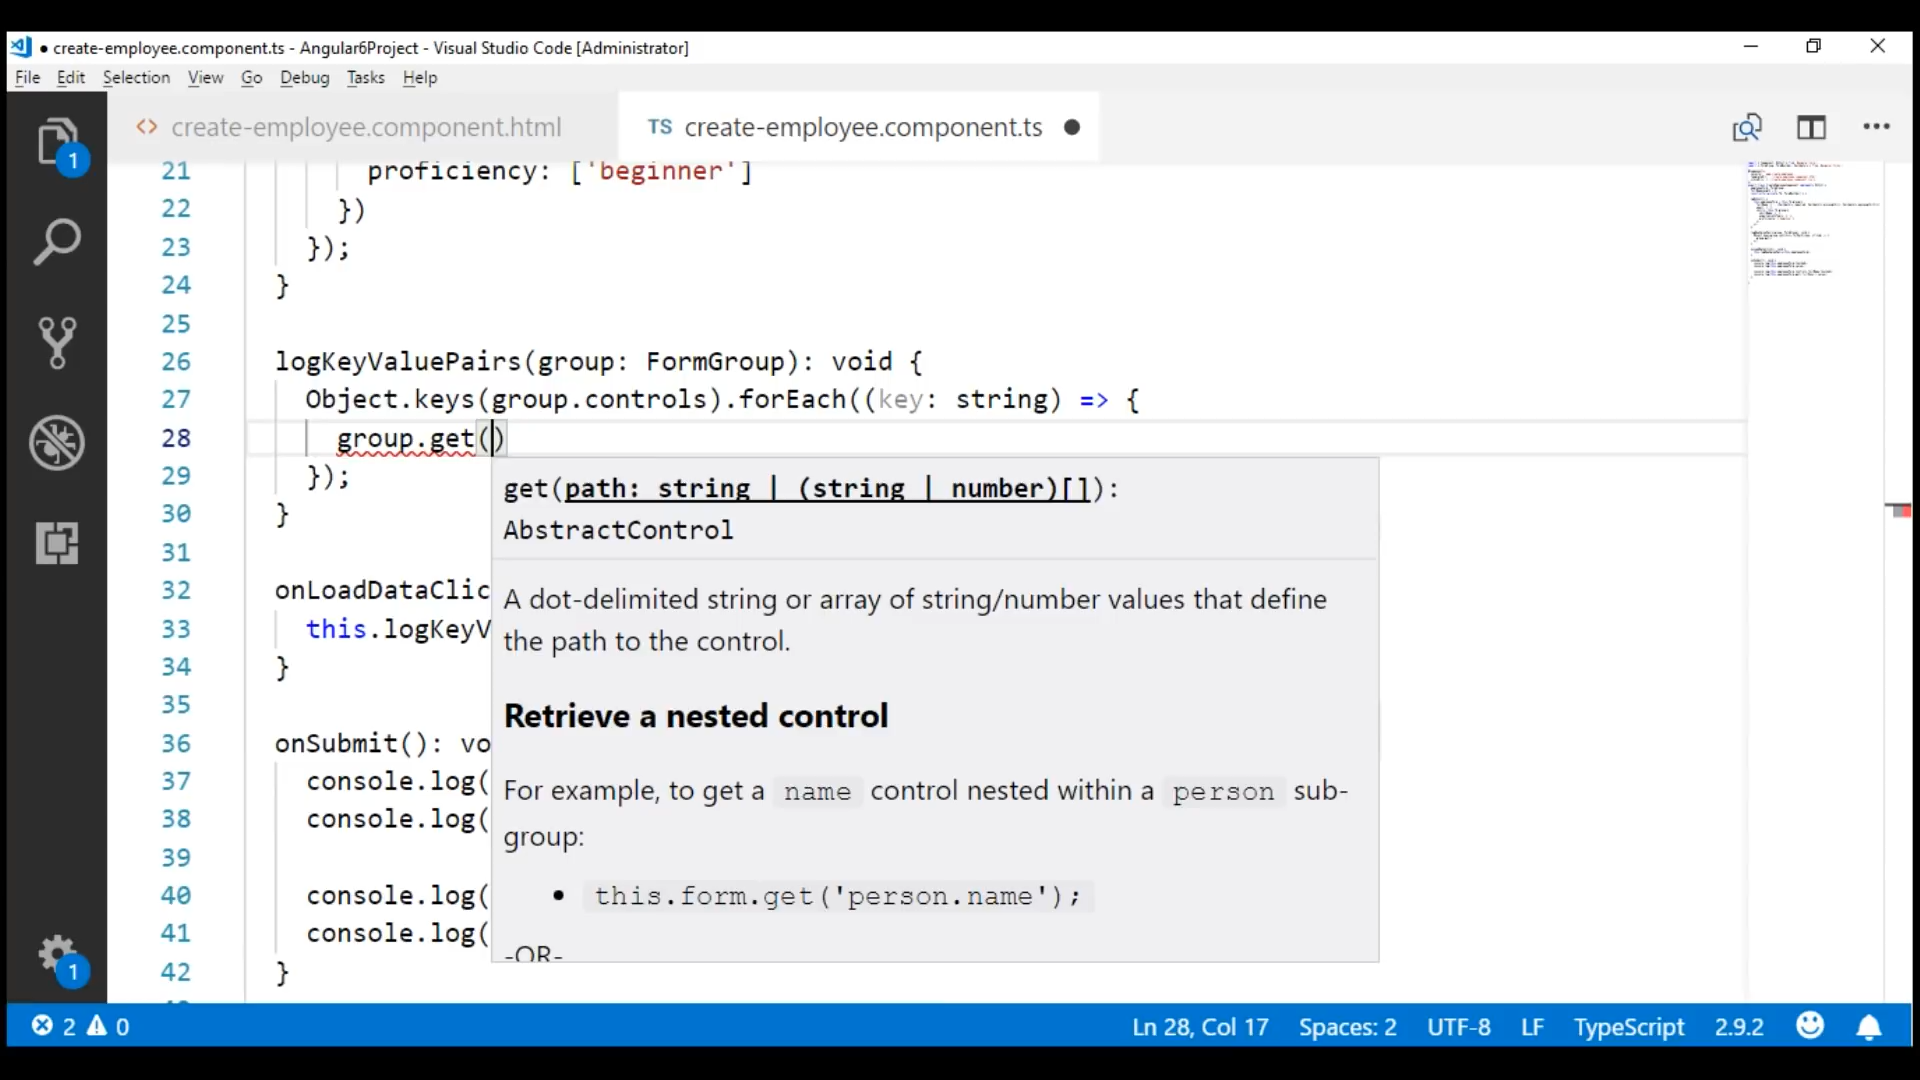 create-employee.component.ts - Angular6Project - Visual Studio Code [Administrator]
File Edit Selection View Go Debug Tasks Help
1
<> create-employee.component.html
TS create-employee.component.ts
21 proficiency: ['beginner']
22 })
23 });
24 }
25
26 logKeyValuePairs(group: FormGroup): void {
27 Object.keys(group.controls).forEach((key: string) => {
28 group.get()
29 });
30 }
31
32 onLoadDataClic
33 this.logKeyV
34 }
35
36 onSubmit(): vo
37 console.log(
38 console.log(
39
40 console.log(
41 console.log(
42 }
get(path: string | (string | number)[]):
AbstractControl
A dot-delimited string or array of string/number values that define
the path to the control.
Retrieve a nested control
For example, to get a name control nested within a person sub-
group:
• this.form.get('person.name');
-OR-
1
2 0 Ln 28, Col 17 Spaces: 2 UTF-8 LF TypeScript 2.9.2